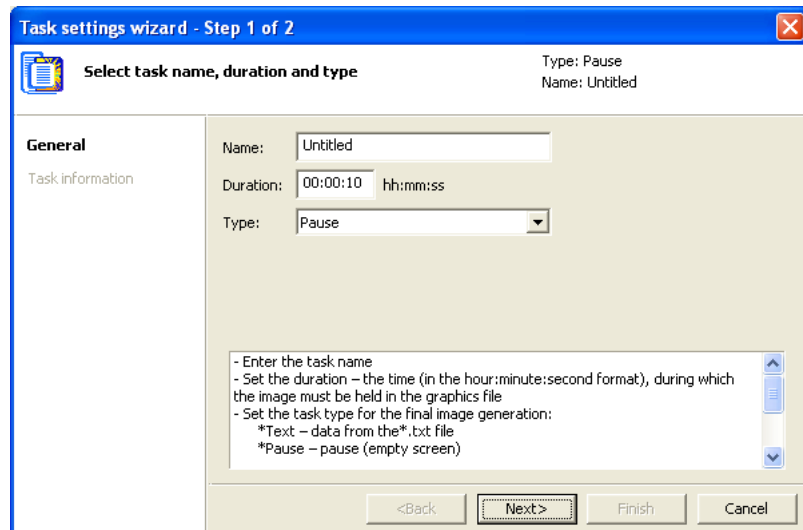 Task settings wizard - Step 1 of 2
Select task name, duration and type
Type: Pause
Name: Untitled
General
Task information
Name: Untitled
Duration: 00:00:10 hh:mm:ss
Type: Pause
- Enter the task name
- Set the duration – the time (in the hour:minute:second format), during which
the image must be held in the graphics file
- Set the task type for the final image generation:
*Text – data from the*.txt file
*Pause – pause (empty screen)
<Back Next> Finish Cancel